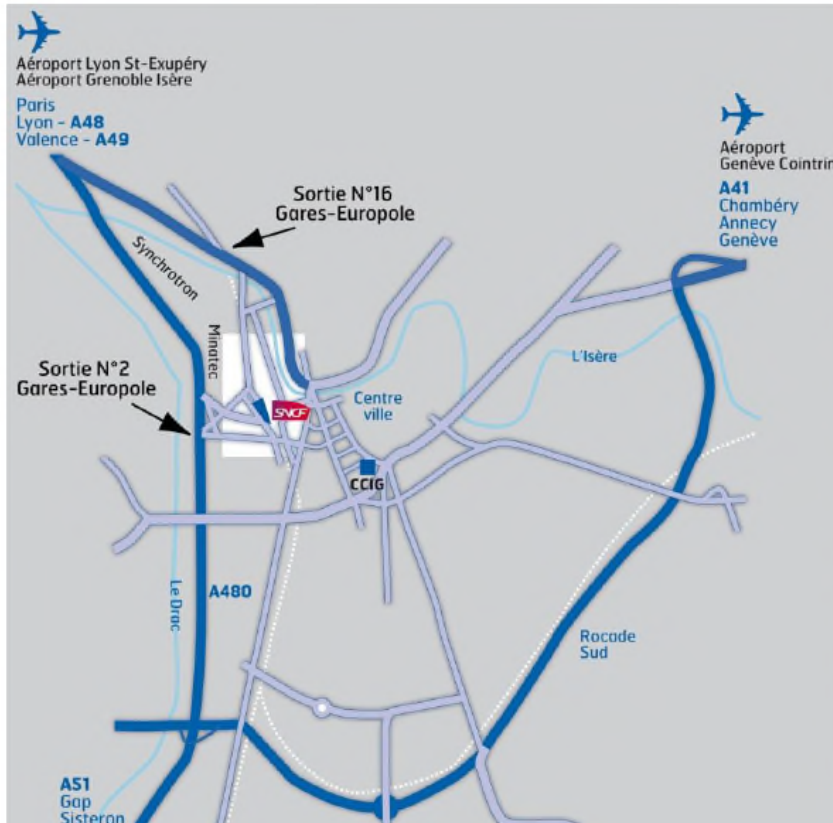 Aéroport Lyon St-Exupéry
Aéroport Grenoble Isère
Paris
Lyon - A48
Valence - A49
Aéroport
Genève Cointrin
A41
Chambéry
Annecy
Genève
Sortie N°16
Gares-Europole
Synchrotron
Minatec
Sortie N°2
Gares-Europole
SNCF
Centre
ville
L'Isère
CCIG
Le Drac
A480
Rocade
Sud
A51
Gap
Sisteron